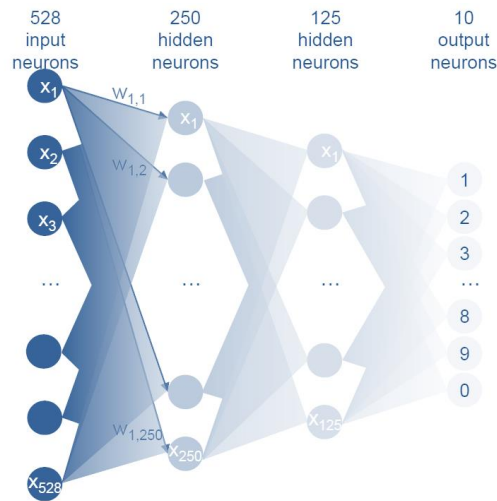 528
input
neurons
250
hidden
neurons
125
hidden
neurons
10
output
neurons
x1
x2
x3
...
x528
w1,1
w1,2
w1,250
x1
...
x250
x1
...
x125
1
2
3
...
8
9
0